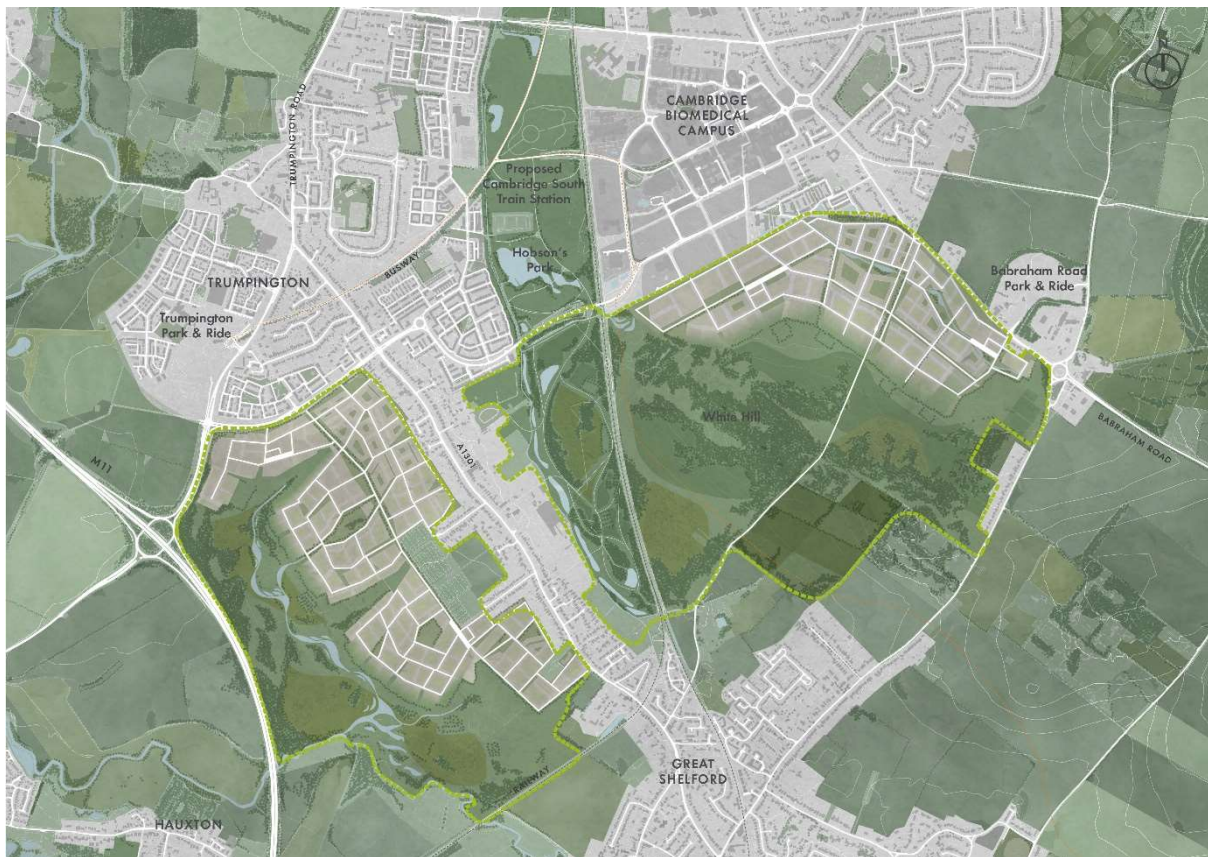 CAMBRIDGE
BIOMEDICAL
CAMPUS
TRUMPINGTON ROAD
Proposed
Cambridge South
Train Station
Hobson's
Park
BUSWAY
TRUMPINGTON
Trumpington
Park & Ride
Babraham Road
Park & Ride
White Hill
BABRAHAM ROAD
A1301
M11
RAILWAY
GREAT
SHELFORD
HAUXTON